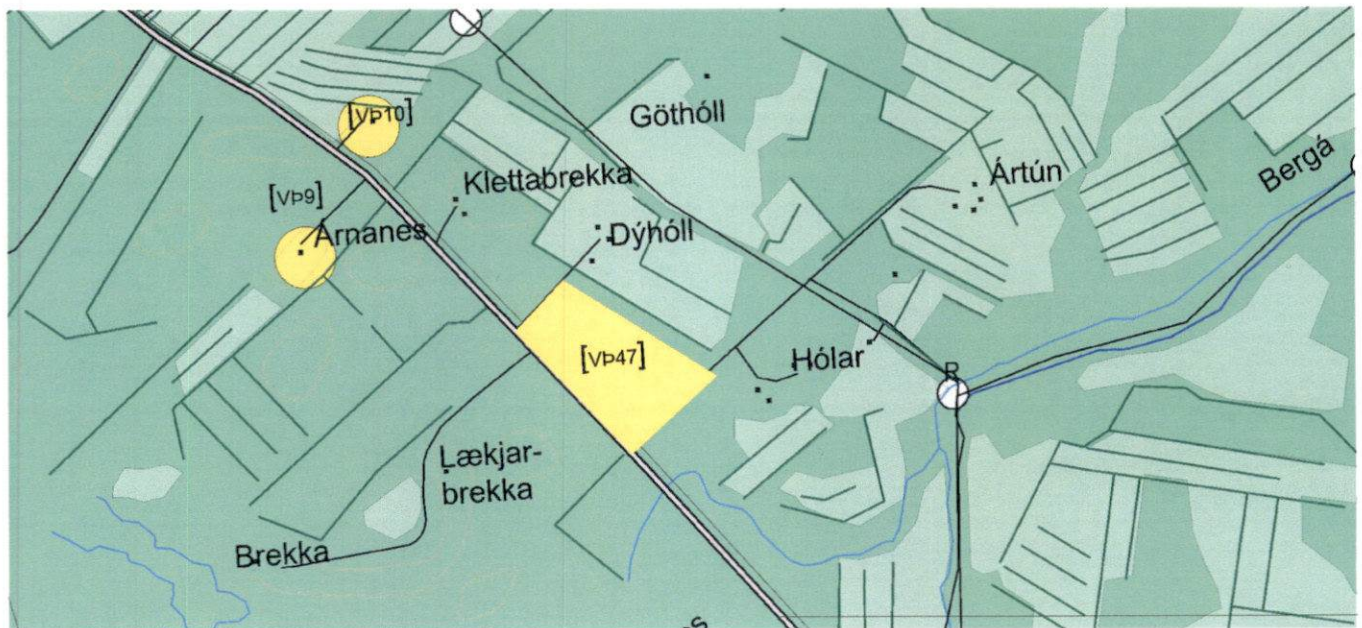 [VÞ10]
Göthóll
Klettabrekka
Ártún
Bergá
[VÞ9]
Árnanes
Dýhóll
[VÞ47]
Hólar
R
Lækjar-
brekka
Brekka